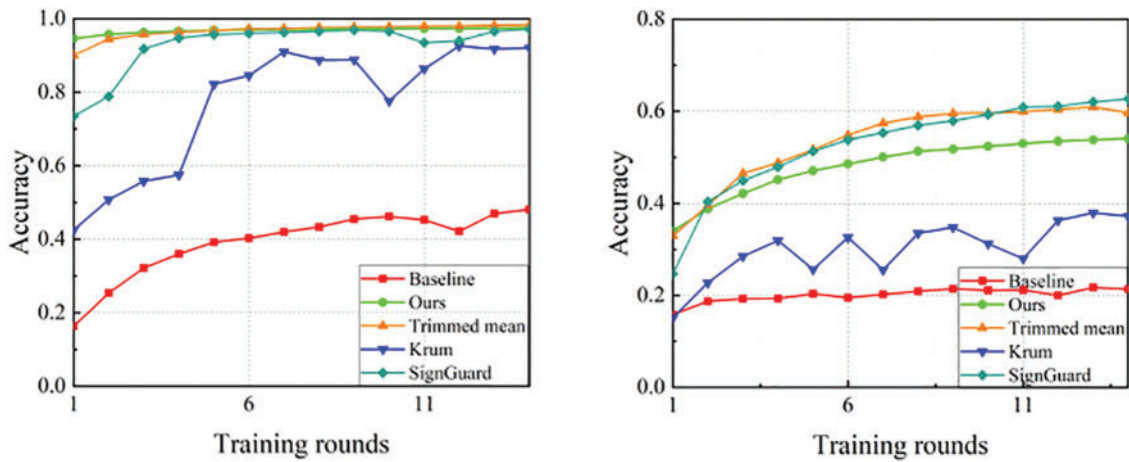 1.0
0.8
0.6
0.4
0.2
0.0
Accuracy
Baseline
Ours
Trimmed mean
Krum
SignGuard
1 6 11
Training rounds
0.8
0.6
0.4
0.2
0.0
Accuracy
Baseline
Ours
Trimmed mean
Krum
SignGuard
1 6 11
Training rounds